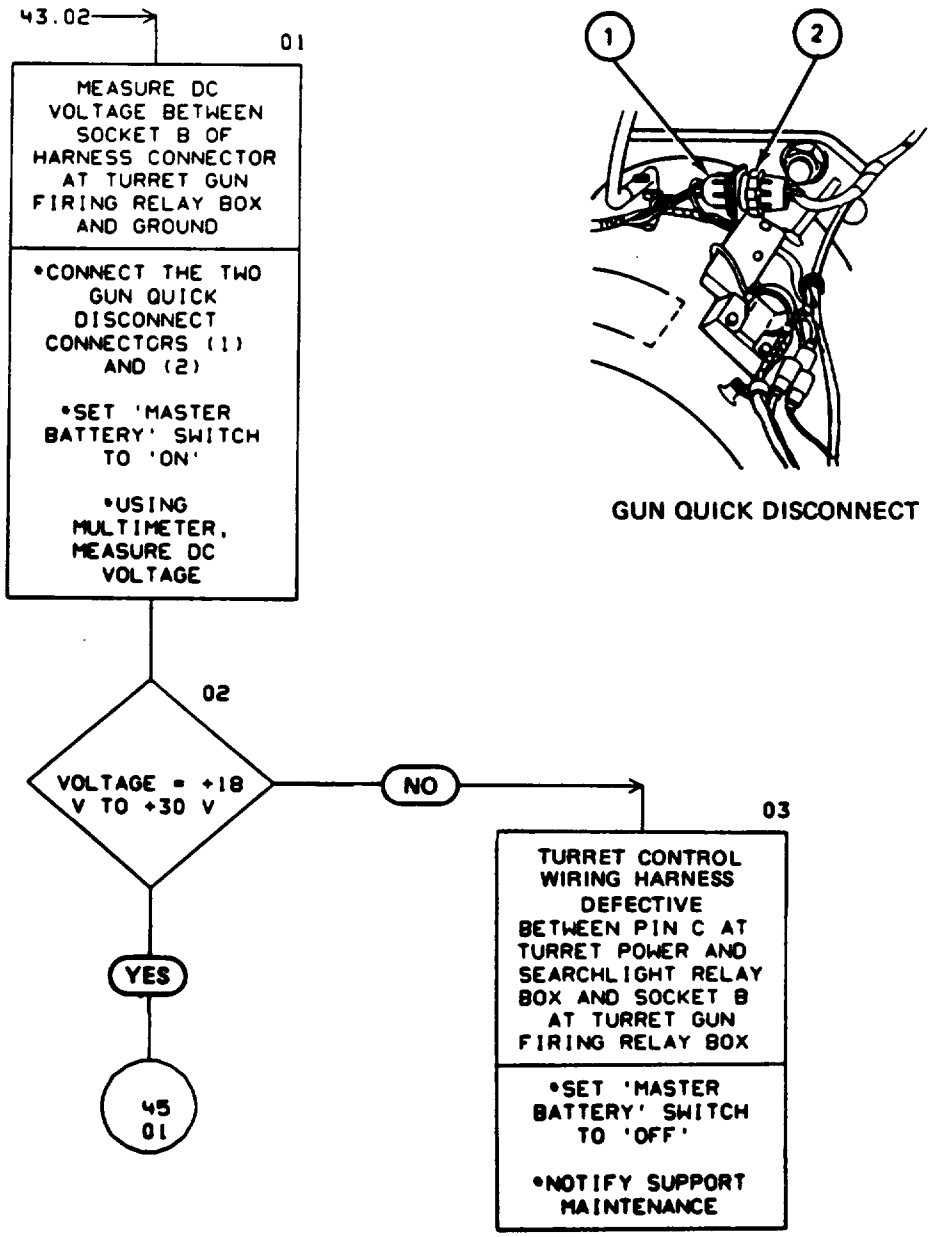 43.02
01
MEASURE DC
VOLTAGE BETWEEN
SOCKET B OF
HARNESS CONNECTOR
AT TURRET GUN
FIRING RELAY BOX
AND GROUND
•CONNECT THE TWO
GUN QUICK
DISCONNECT
CONNECTORS (1)
AND (2)
•SET 'MASTER
BATTERY' SWITCH
TO 'ON'
•USING
MULTIMETER,
MEASURE DC
VOLTAGE
1
2
GUN QUICK DISCONNECT
02
VOLTAGE = +18
V TO +30 V
NO
YES
45
01
03
TURRET CONTROL
WIRING HARNESS
DEFECTIVE
BETWEEN PIN C AT
TURRET POWER AND
SEARCHLIGHT RELAY
BOX AND SOCKET B
AT TURRET GUN
FIRING RELAY BOX
•SET 'MASTER
BATTERY' SWITCH
TO 'OFF'
•NOTIFY SUPPORT
MAINTENANCE